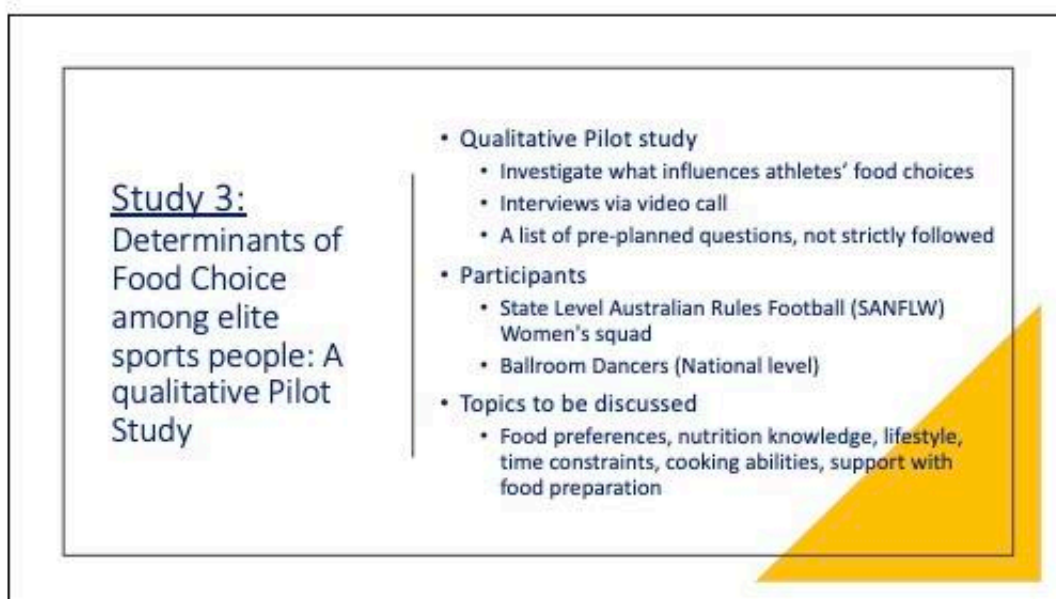 Study 3:
Determinants of
Food Choice
among elite
sports people: A
qualitative Pilot
Study
• Qualitative Pilot study
• Investigate what influences athletes' food choices
• Interviews via video call
• A list of pre-planned questions, not strictly followed
• Participants
• State Level Australian Rules Football (SANFLW)
Women's squad
• Ballroom Dancers (National level)
• Topics to be discussed
• Food preferences, nutrition knowledge, lifestyle,
time constraints, cooking abilities, support with
food preparation